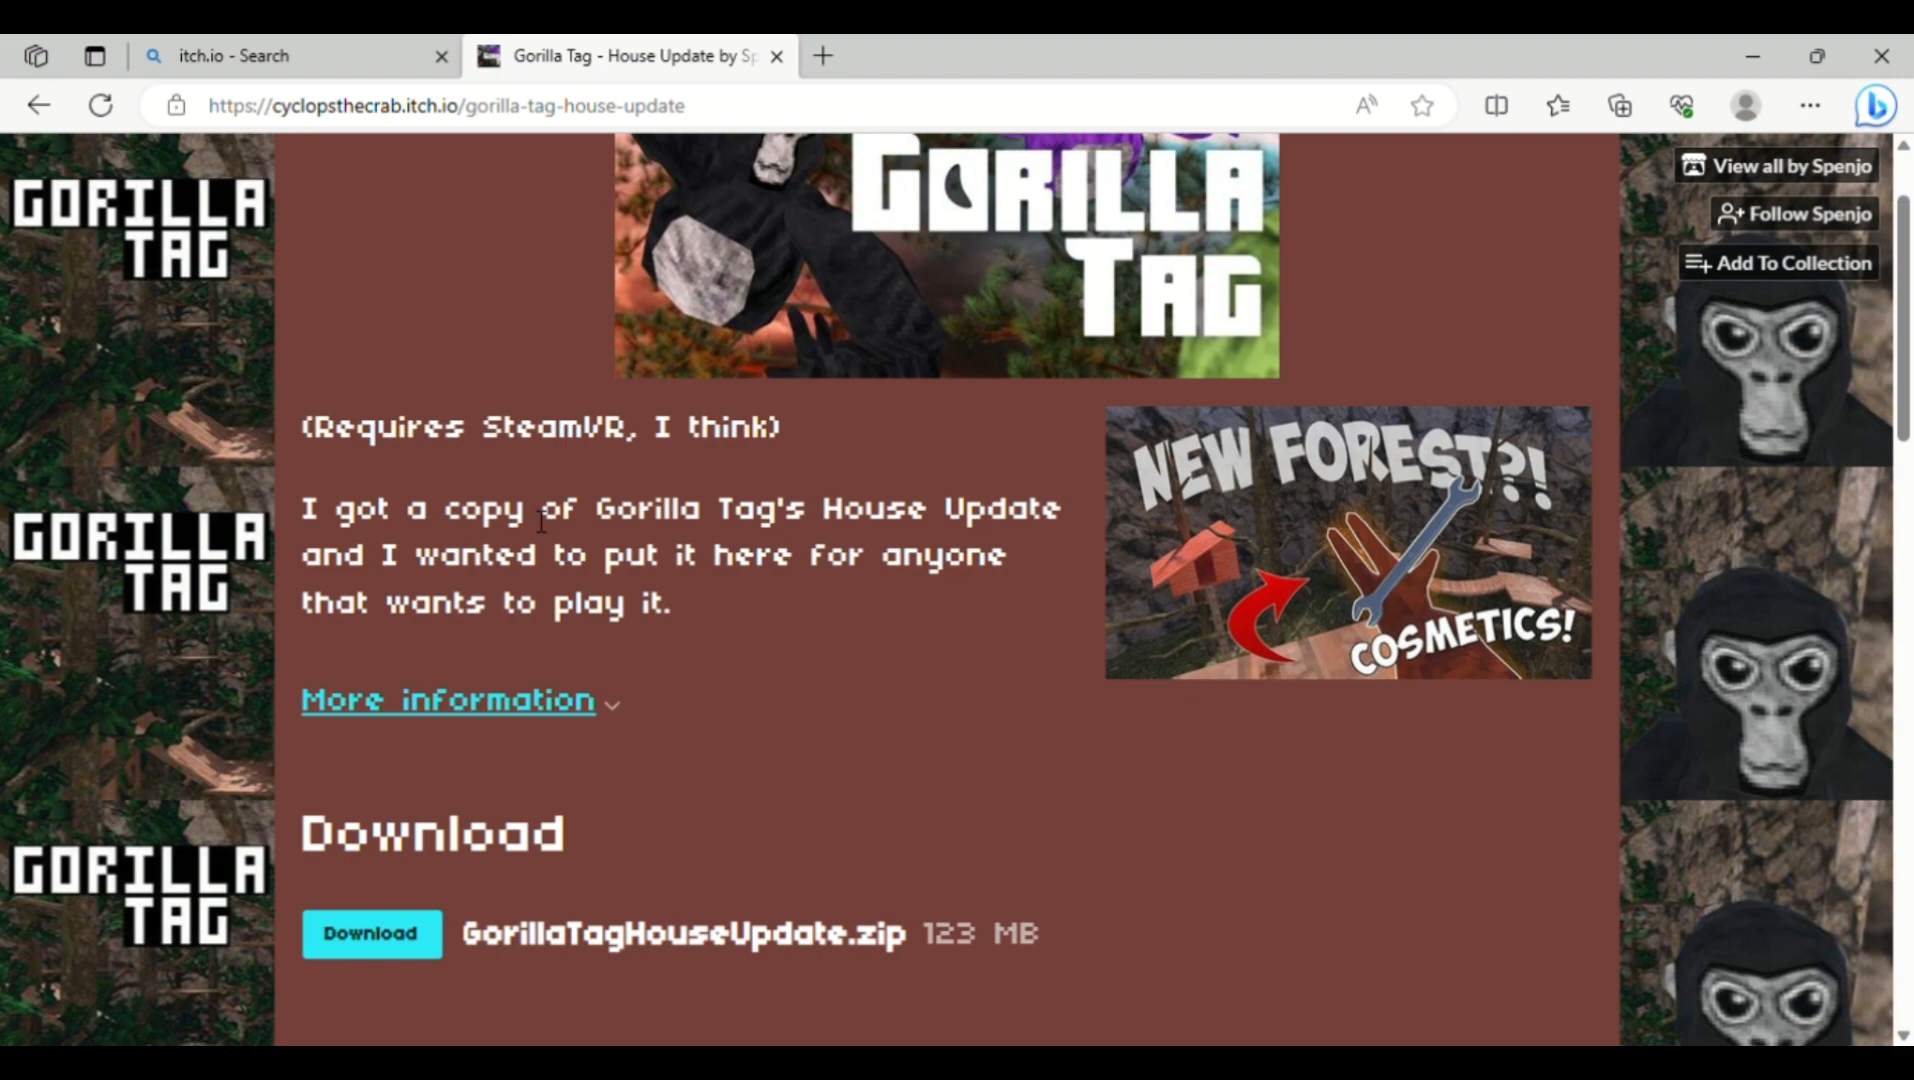 itch.io - Search
Gorilla Tag - House Update by Sp
https://cyclopsthecrab.itch.io/gorilla-tag-house-update
GORILLA
TAG
GORILLA
TAG
GORILLA
TAG
GORILLA
TAG
View all by Spenjo
Follow Spenjo
Add To Collection
(Requires SteamVR, I think)
I got a copy of Gorilla Tag's House Update
and I wanted to put it here for anyone
that wants to play it.
NEW FOREST?!
COSMETICS!
More information
Download
Download GorillaTagHouseUpdate.zip 123 MB